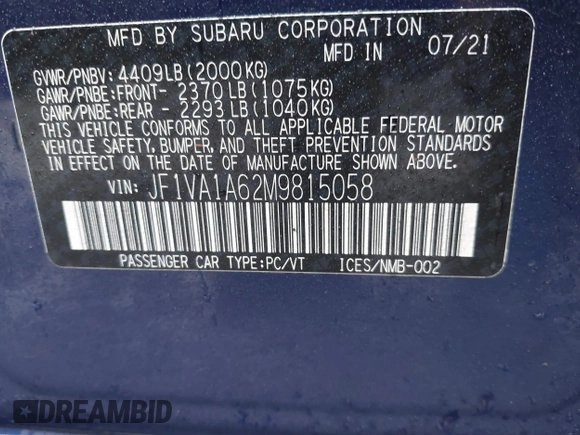 MFD BY SUBARU CORPORATION
MFD IN 07/21
GVWR/PNBV: 4409LB(2000KG)
GAWR/PNBE:FRONT- 2370LB(1075KG)
GAWR/PNBE:REAR - 2293LB(1040KG)
THIS VEHICLE CONFORMS TO ALL APPLICABLE FEDERAL MOTOR
VEHICLE SAFETY, BUMPER, AND THEFT PREVENTION STANDARDS
IN EFFECT ON THE DATE OF MANUFACTURE SHOWN ABOVE.
VIN: JF1VA1A62M9815058
PASSENGER CAR TYPE:PC/VT ICES/NMB-002
DREAMBID